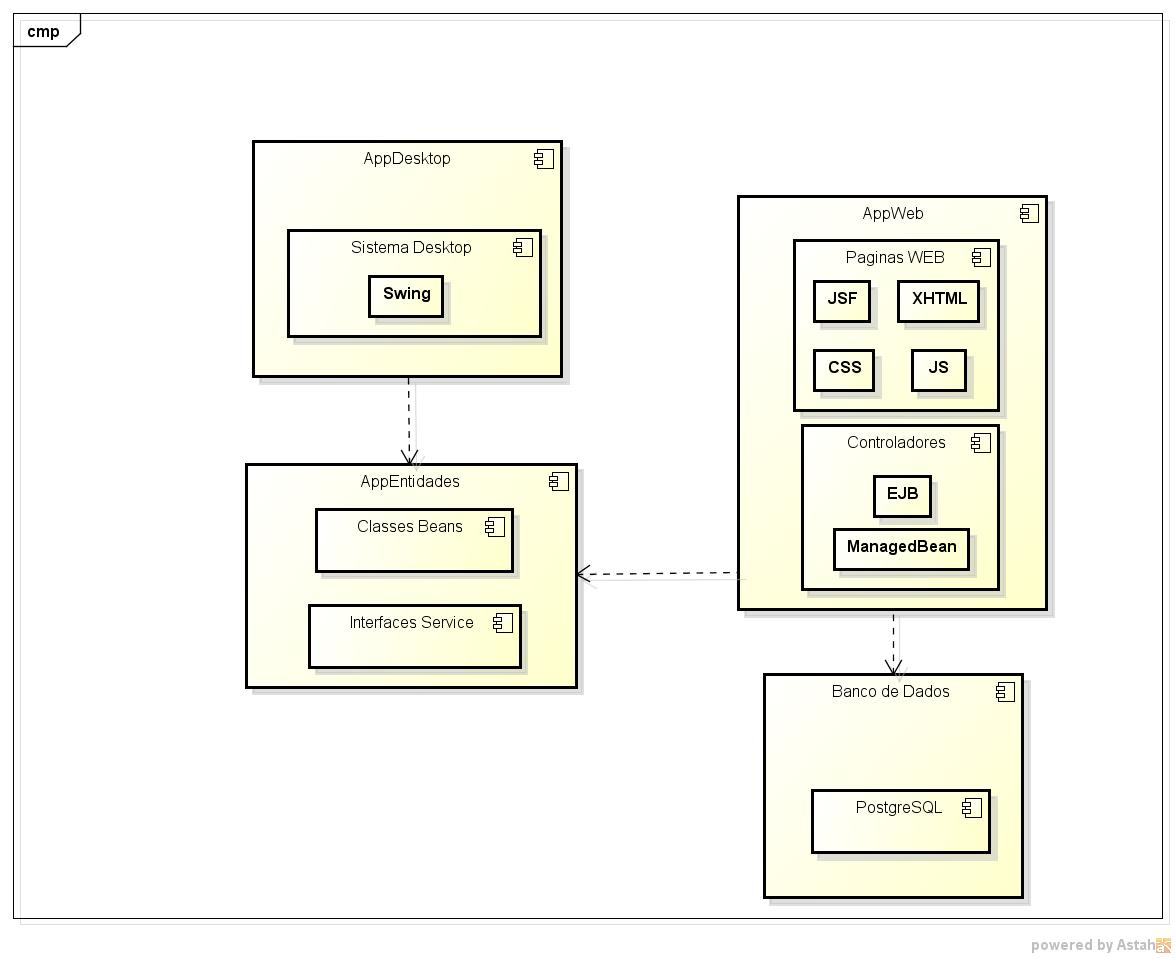 cmp
AppDesktop
Sistema Desktop
Swing
AppWeb
Paginas WEB
JSF
XHTML
CSS
JS
Controladores
EJB
ManagedBean
AppEntidades
Classes Beans
Interfaces Service
Banco de Dados
PostgreSQL
powered by Astah